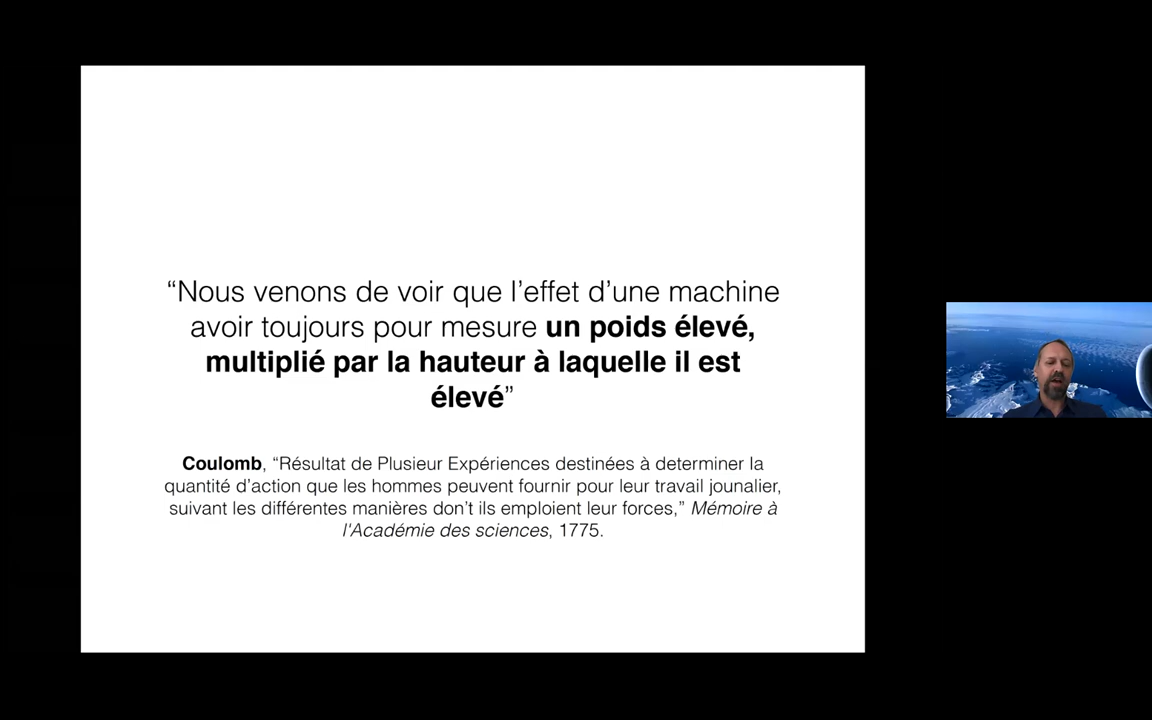 “Nous venons de voir que l’effet d’une machine
avoir toujours pour mesure un poids élevé,
multiplié par la hauteur à laquelle il est
élevé”
Coulomb, “Résultat de Plusieur Expériences destinées à determiner la
quantité d’action que les hommes peuvent fournir pour leur travail jounalier,
suivant les différentes manières don’t ils emploient leur forces,” Mémoire à
l'Académie des sciences, 1775.